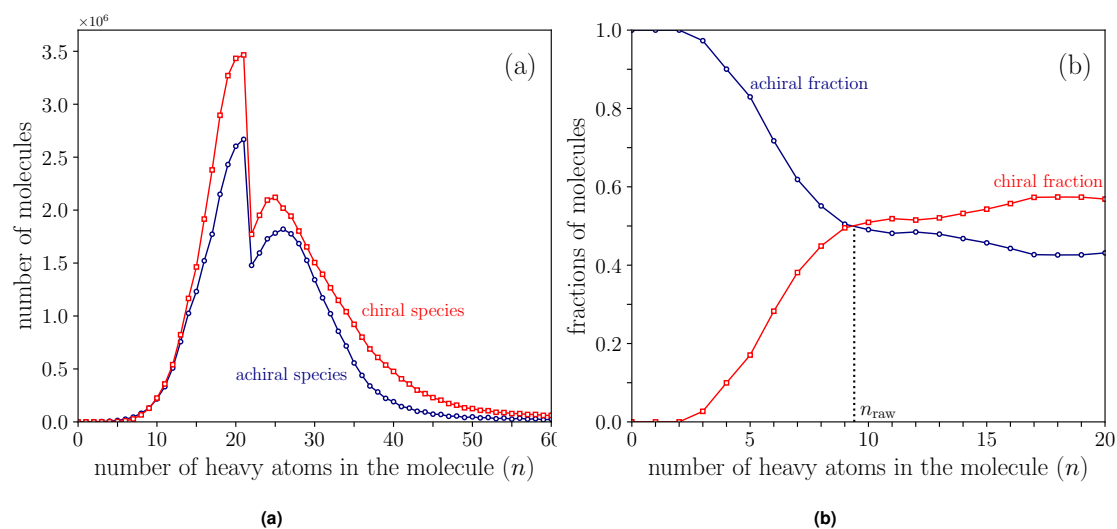 ×10⁶
(a)
number of molecules
3.5
3.0
2.5
2.0
1.5
1.0
0.5
0.0
chiral species
achiral species
0 10 20 30 40 50 60
number of heavy atoms in the molecule (n)
(a)
(b)
fractions of molecules
1.0
0.8
0.6
0.4
0.2
0.0
achiral fraction
chiral fraction
n_raw
0 5 10 15 20
number of heavy atoms in the molecule (n)
(b)